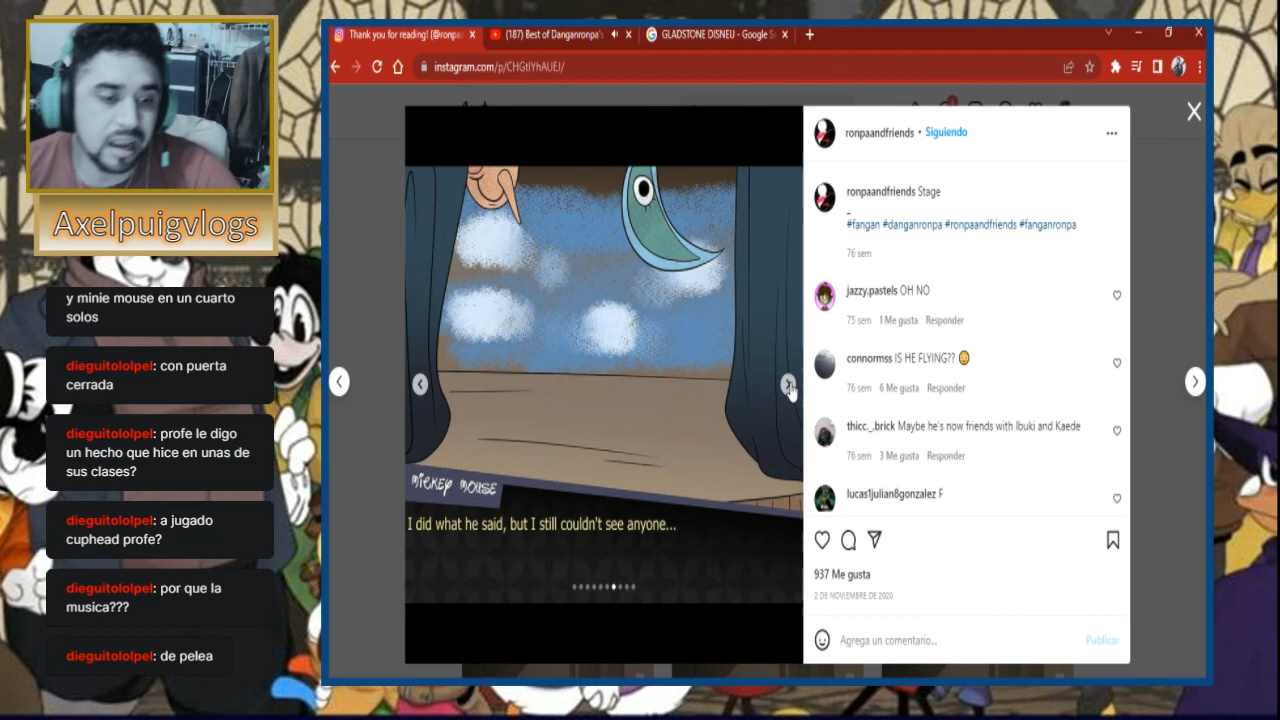 Axelpuigvlogs
y minie mouse en un cuarto
solos
dieguitololpel: con puerta
cerrada
dieguitololpel: profe le digo
un hecho que hice en unas de
sus clases?
dieguitololpel: a jugado
cuphead profe?
dieguitololpel: por que la
musica???
dieguitololpel: de pelea
Thank you for reading! (@ronpa
(187) Best of Danganronpa's
GLADSTONE DISNEU - Google S
instagram.com/p/CHGtIYhAUEJ/
mickey mouse
I did what he said, but I still couldn't see anyone...
ronpaandfriends • Siguiendo
ronpaandfriends Stage
_
#fangan #danganronpa #ronpaandfriends #fanganronpa
76 sem
jazzy.pastels OH NO
75 sem 1 Me gusta Responder
connormss IS HE FLYING?? 😳
76 sem 6 Me gusta Responder
thicc._.brick Maybe he's now friends with Ibuki and Kaede
76 sem 3 Me gusta Responder
lucas1julian8gonzalez F
937 Me gusta
2 DE NOVIEMBRE DE 2020
Agrega un comentario... Publicar